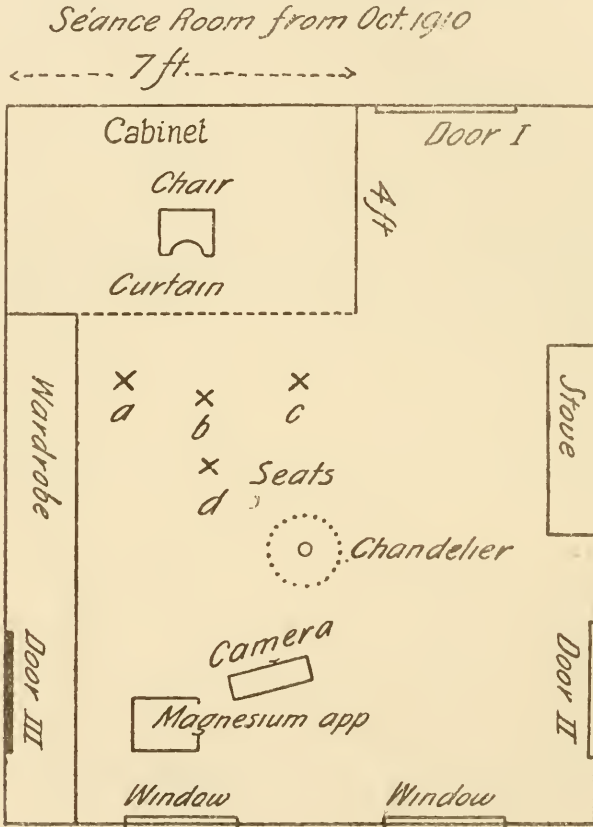 Séance Room from Oct. 1910
7 ft.
Cabinet
Door I
Chair
4 ft
Curtain
Wardrobe
a
b
c
Stove
d
Seats
Chandelier
Door III
Camera
Door II
Magnesium app
Window
Window